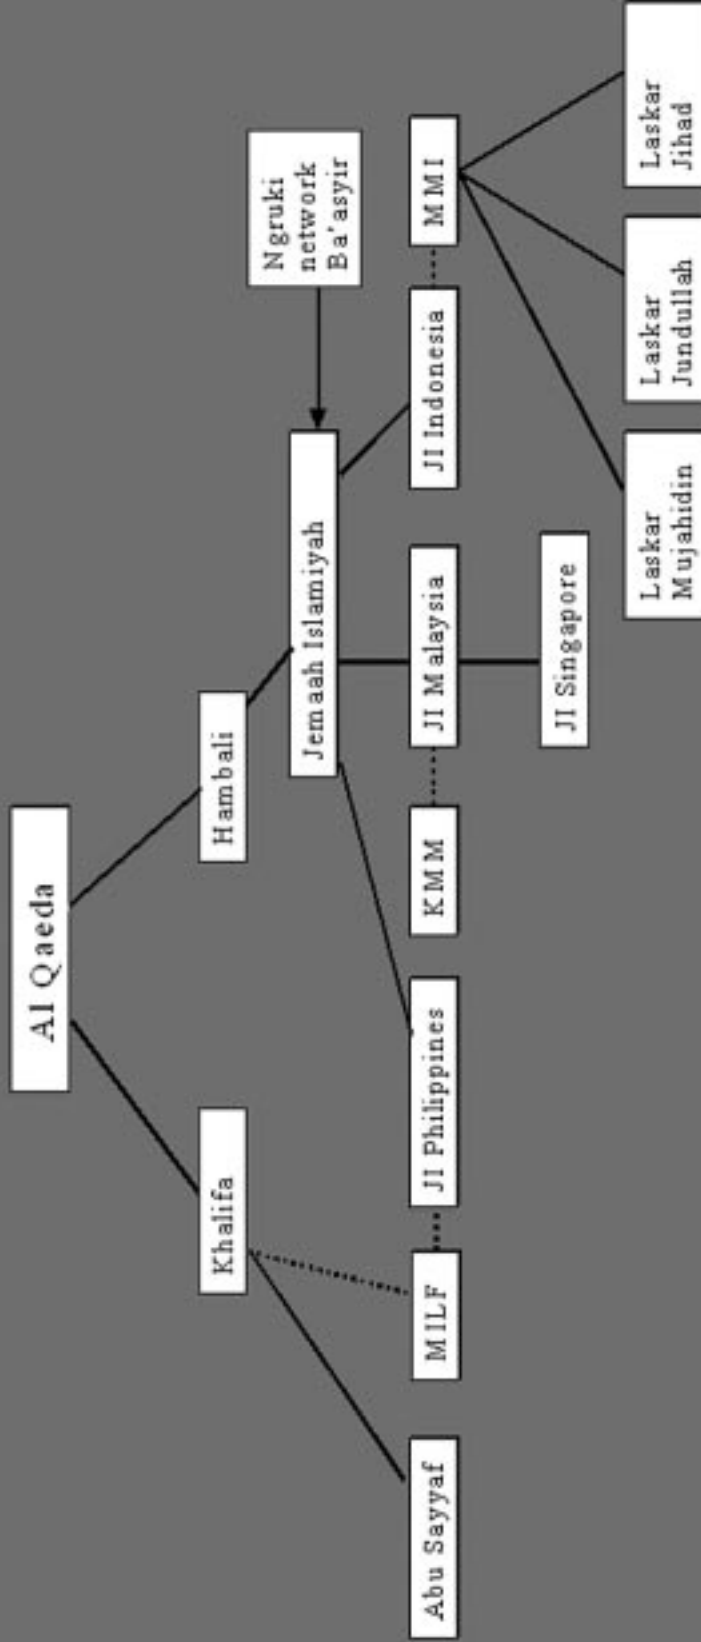 Al Qaeda
Khalifa
Hambali
Ngruki
network
Ba'asyir
Jemaah Islamiyah
Abu Sayyaf
MILF
JI Philippines
KMM
JI Malaysia
JI Indonesia
MMI
JI Singapore
Laskar
Mujahidin
Laskar
Jundullah
Laskar
Jihad